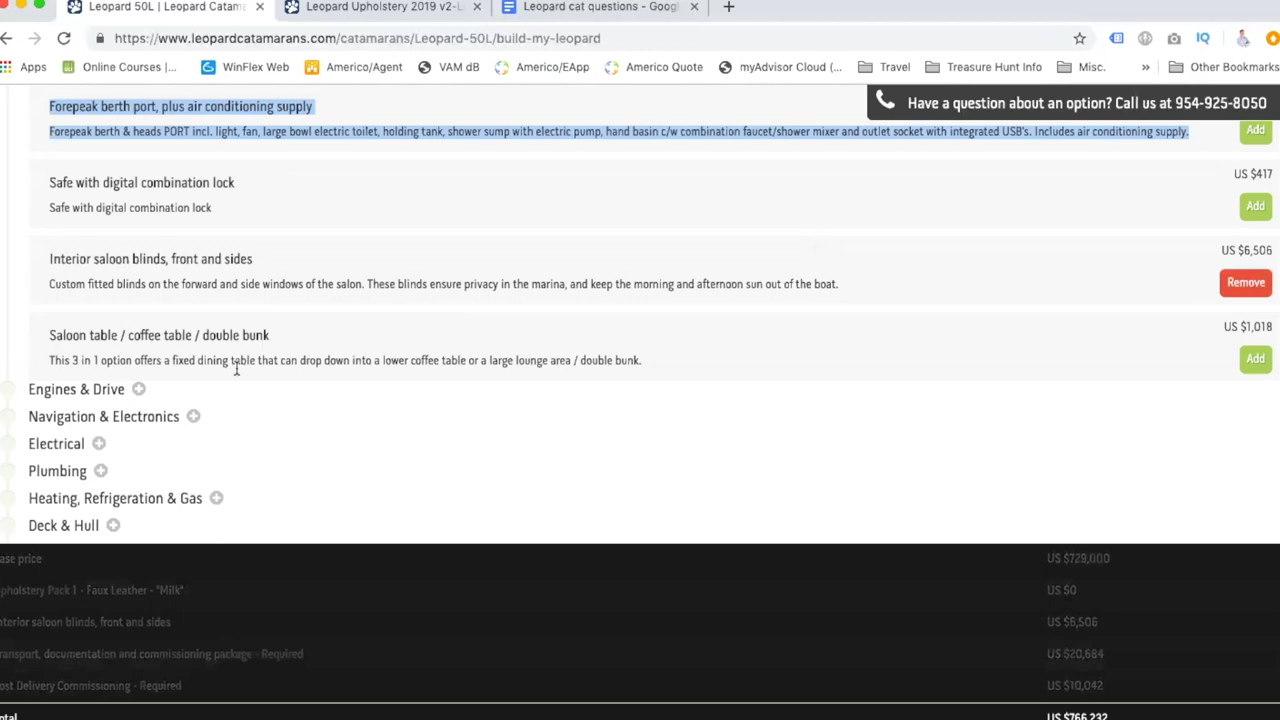 Leopard 50L | Leopard Catam
Leopard Upholstery 2019 v2-L
Leopard cat questions - Googl
https://www.leopardcatamarans.com/catamarans/Leopard-50L/build-my-leopard
Apps
Online Courses |...
WinFlex Web
Americo/Agent
VAM dB
Americo/EApp
Americo Quote
myAdvisor Cloud (...
Travel
Treasure Hunt Info
Misc.
»
Other Bookmarks
Have a question about an option? Call us at 954-925-8050
Forepeak berth port, plus air conditioning supply
Forepeak berth & heads PORT incl. light, fan, large bowl electric toilet, holding tank, shower sump with electric pump, hand basin c/w combination faucet/shower mixer and outlet socket with integrated USB's. Includes air conditioning supply.
Add
Safe with digital combination lock
US $417
Safe with digital combination lock
Add
Interior saloon blinds, front and sides
US $6,506
Custom fitted blinds on the forward and side windows of the salon. These blinds ensure privacy in the marina, and keep the morning and afternoon sun out of the boat.
Remove
Saloon table / coffee table / double bunk
US $1,018
This 3 in 1 option offers a fixed dining table that can drop down into a lower coffee table or a large lounge area / double bunk.
Add
Engines & Drive
Navigation & Electronics
Electrical
Plumbing
Heating, Refrigeration & Gas
Deck & Hull
ase price US $729,000
pholstery Pack 1 - Faux Leather - "Milk" US $0
nterior saloon blinds, front and sides US $6,506
ransport, documentation and commissioning package - Required US $20,684
ost Delivery Commissioning - Required US $10,042
otal US $766,232